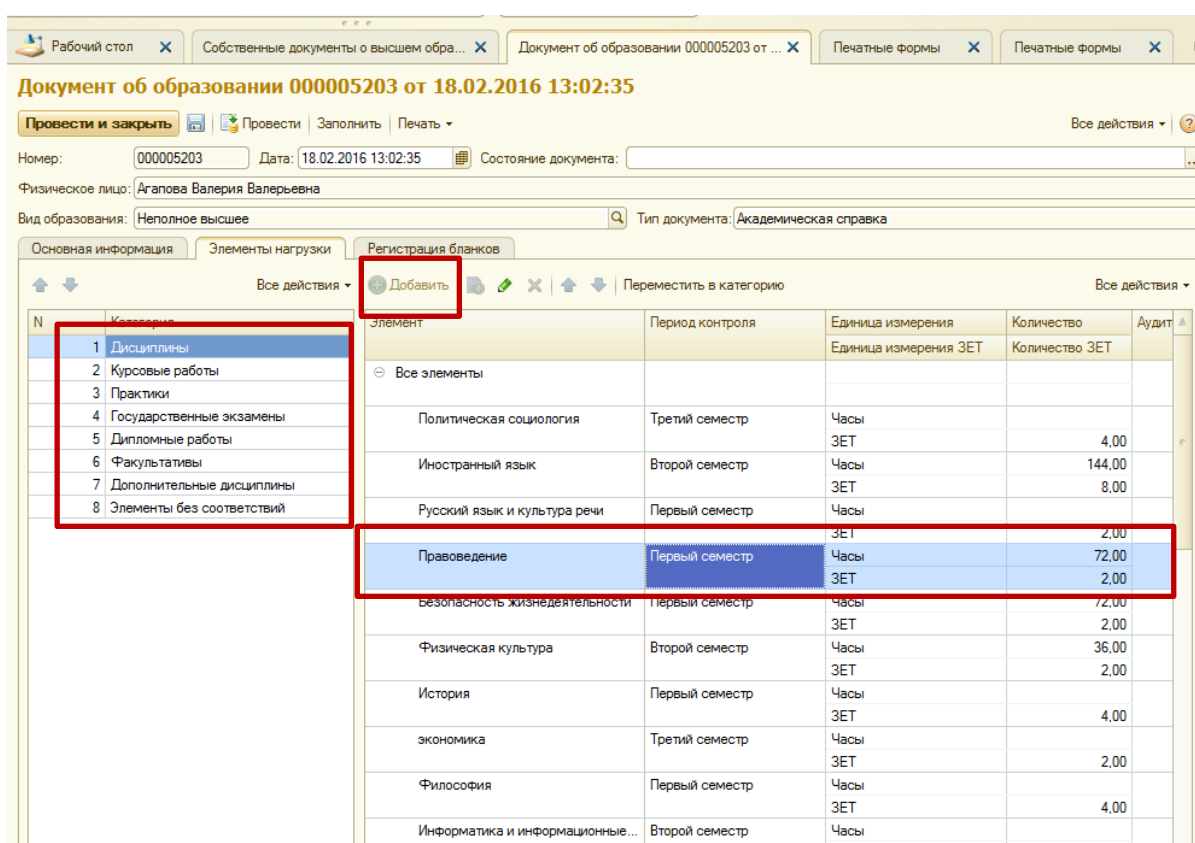 Рабочий стол Собственные документы о высшем обра... Документ об образовании 000005203 от ... Печатные формы Печатные формы
Документ об образовании 000005203 от 18.02.2016 13:02:35
Провести и закрыть Провести Заполнить Печать Все действия
Номер: 000005203 Дата: 18.02.2016 13:02:35 Состояние документа: ...
Физическое лицо: Агапова Валерия Валерьевна
Вид образования: Неполное высшее Тип документа: Академическая справка
Основная информация Элементы нагрузки Регистрация бланков
Все действия Добавить Переместить в категорию Все действия
N Категория
1 Дисциплины
2 Курсовые работы
3 Практики
4 Государственные экзамены
5 Дипломные работы
6 Факультативы
7 Дополнительные дисциплины
8 Элементы без соответствий
Элемент Период контроля Единица измерения Количество Аудит
Единица измерения ЗЕТ Количество ЗЕТ
Все элементы
Политическая социология Третий семестр Часы
ЗЕТ 4,00
Иностранный язык Второй семестр Часы 144,00
ЗЕТ 8,00
Русский язык и культура речи Первый семестр Часы
ЗЕТ 2,00
Правоведение Первый семестр Часы 72,00
ЗЕТ 2,00
Безопасность жизнедеятельности Первый семестр Часы 72,00
ЗЕТ 2,00
Физическая культура Второй семестр Часы 36,00
ЗЕТ 2,00
История Первый семестр Часы
ЗЕТ 4,00
экономика Третий семестр Часы
ЗЕТ 2,00
Философия Первый семестр Часы
ЗЕТ 4,00
Информатика и информационные... Второй семестр Часы